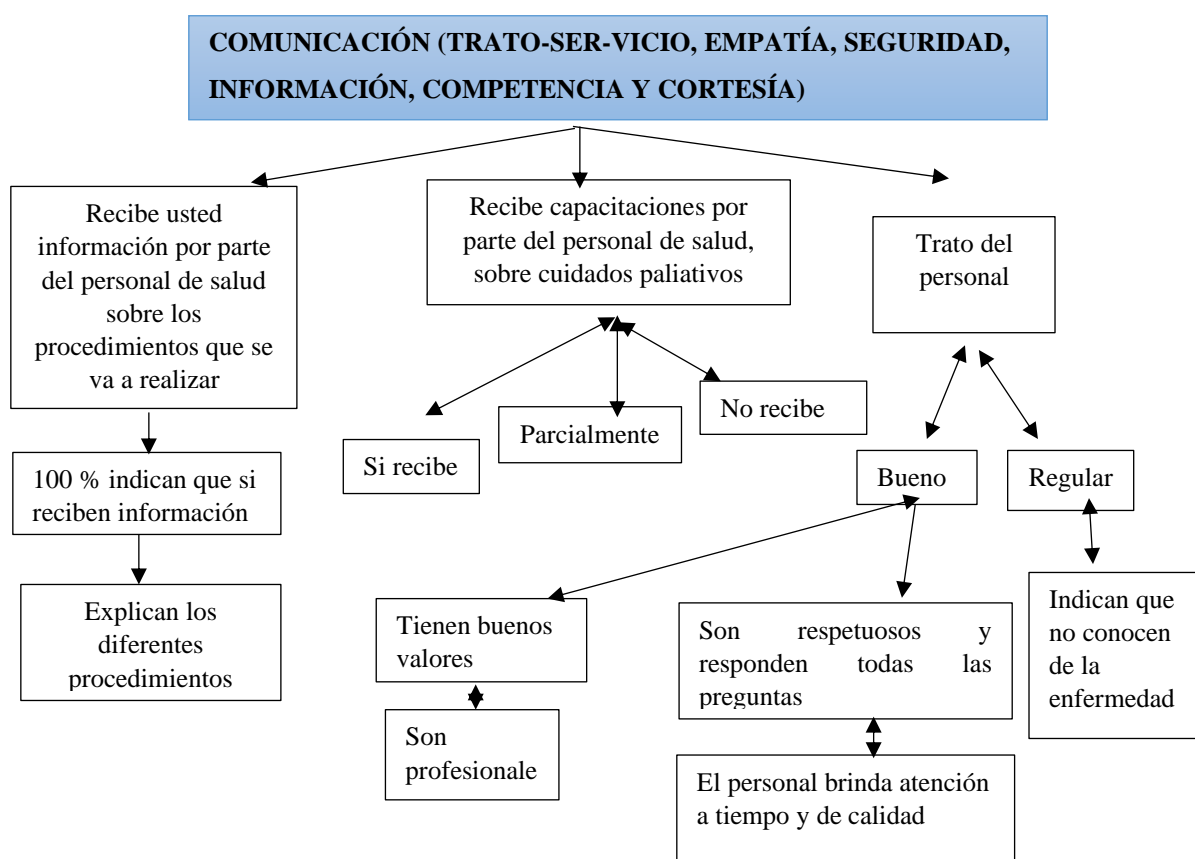 COMUNICACIÓN (TRATO-SER-VICIO, EMPATÍA, SEGURIDAD,
INFORMACIÓN, COMPETENCIA Y CORTESÍA)
Recibe usted
información por parte
del personal de salud
sobre los
procedimientos que se
va a realizar
Recibe capacitaciones por
parte del personal de salud,
sobre cuidados paliativos
Trato del
personal
Si recibe
Parcialmente
No recibe
Bueno
Regular
100 % indican que si
reciben información
Explican los
diferentes
procedimientos
Tienen buenos
valores
Son respetuosos y
responden todas las
preguntas
Indican que
no conocen
de la
enfermedad
Son
profesionale
El personal brinda atención
a tiempo y de calidad